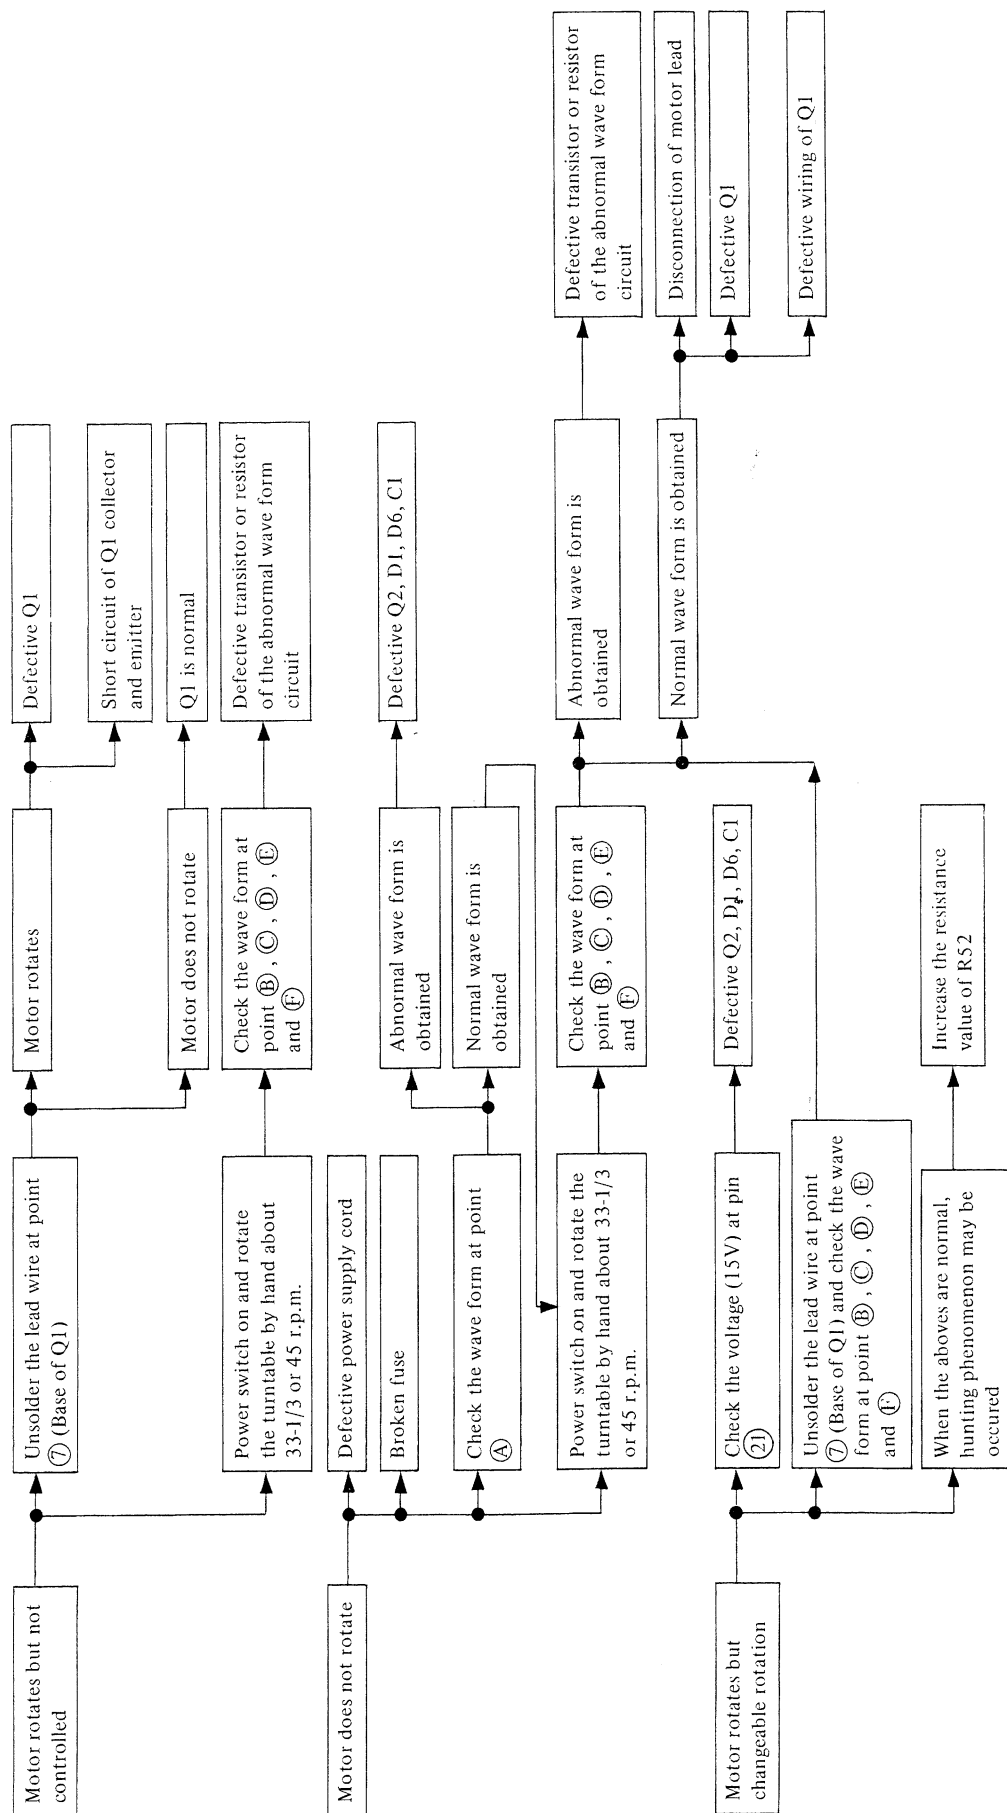 Motor rotates but not
controlled
Unsolder the lead wire at point
⑦ (Base of Q1)
Motor rotates
Defective Q1
Short circuit of Q1 collector
and emitter
Motor does not rotate
Q1 is normal
Power switch on and rotate
the turntable by hand about
33-1/3 or 45 r.p.m.
Check the wave form at
point Ⓑ, Ⓒ, Ⓓ, Ⓔ
and Ⓕ
Defective transistor or resistor
of the abnormal wave form
circuit
Motor does not rotate
Defective power supply cord
Broken fuse
Check the wave form at point
Ⓐ
Abnormal wave form is
obtained
Defective Q2, D1, D6, C1
Normal wave form is
obtained
Power switch on and rotate the
turntable by hand about 33-1/3
or 45 r.p.m.
Check the wave form at
point Ⓑ, Ⓒ, Ⓓ, Ⓔ
and Ⓕ
Abnormal wave form is
obtained
Defective transistor or resistor
of the abnormal wave form
circuit
Normal wave form is obtained
Disconnection of motor lead
Defective Q1
Defective wiring of Q1
Motor rotates but
changeable rotation
Check the voltage (15V) at pin
㉑
Defective Q2, D1, D6, C1
Unsolder the lead wire at point
⑦ (Base of Q1) and check the wave
form at point Ⓑ, Ⓒ, Ⓓ, Ⓔ
and Ⓕ
When the aboves are normal,
hunting phenomenon may be
occured
Increase the resistance
value of R52